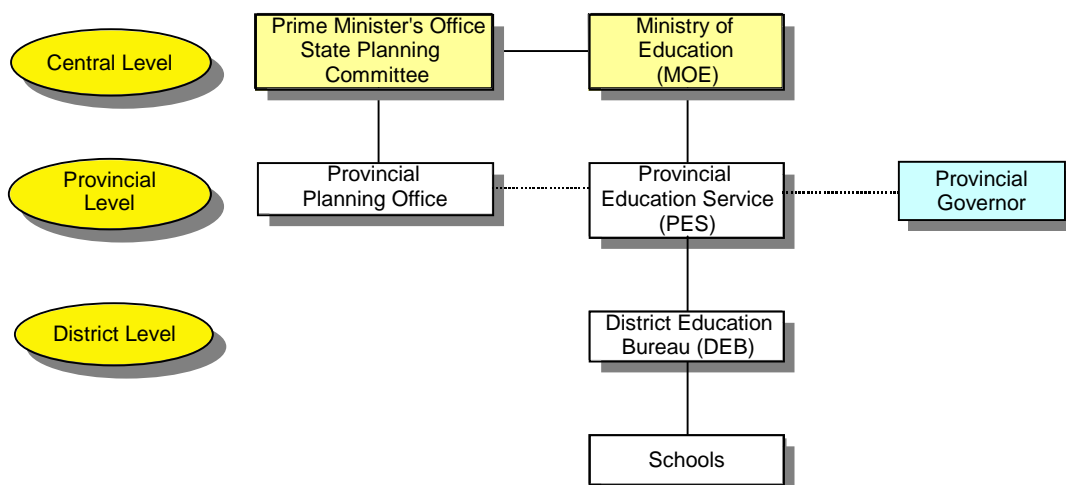 Central Level
Prime Minister's Office
State Planning
Committee
Ministry of
Education
(MOE)
Provincial
Level
Provincial
Planning Office
Provincial
Education Service
(PES)
Provincial
Governor
District Level
District Education
Bureau (DEB)
Schools